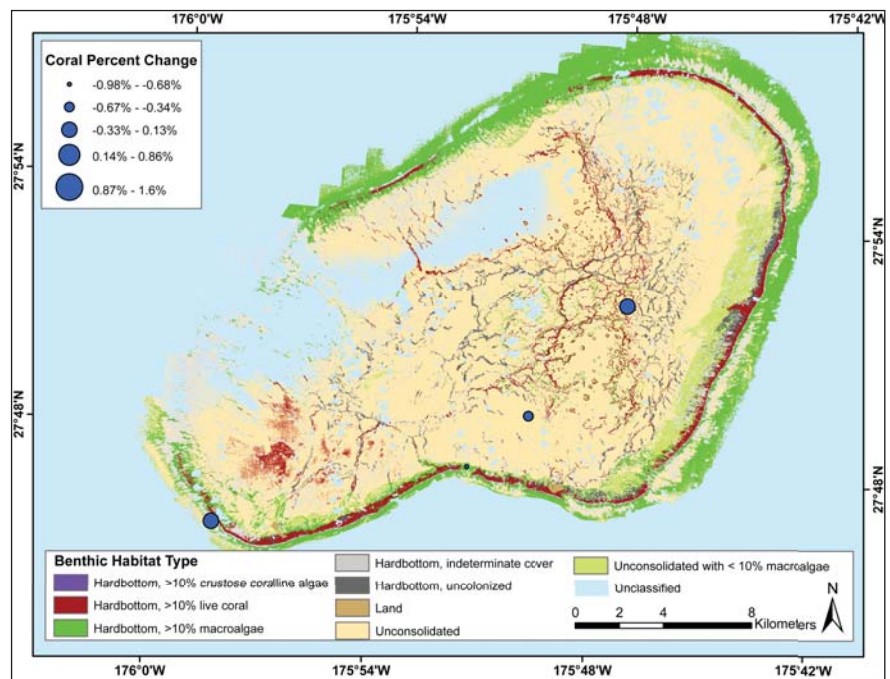 176°0'W 175°54'W 175°48'W 175°42'W
Coral Percent Change
-0.98% - -0.68%
-0.67% - -0.34%
-0.33% - 0.13%
0.14% - 0.86%
0.87% - 1.6%
27°54'N
27°54'N
27°48'N
27°48'N
Benthic Habitat Type
Hardbottom, >10% crustose coralline algae
Hardbottom, >10% live coral
Hardbottom, >10% macroalgae
Hardbottom, indeterminate cover
Hardbottom, uncolonized
Land
Unconsolidated
Unconsolidated with < 10% macroalgae
Unclassified
N
0 2 4 8
Kilometers
176°0'W 175°54'W 175°48'W 175°42'W